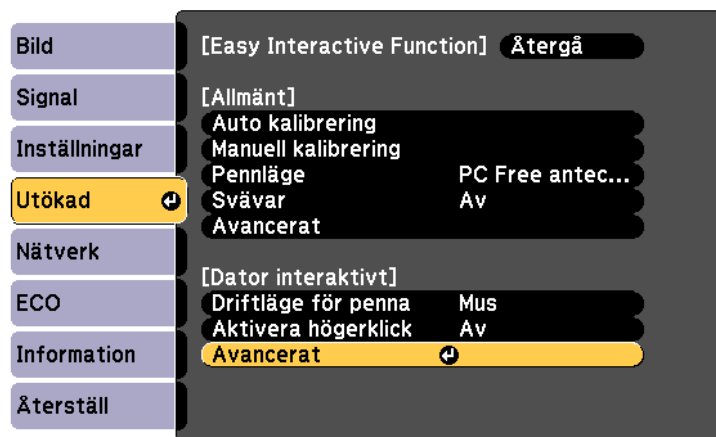 Bild
Signal
Inställningar
Utökad
Nätverk
ECO
Information
Återställ
[Easy Interactive Function] Återgå
[Allmänt]
Auto kalibrering
Manuell kalibrering
Pennläge PC Free antec...
Svävar Av
Avancerat
[Dator interaktivt]
Driftläge för penna Mus
Aktivera högerklick Av
Avancerat